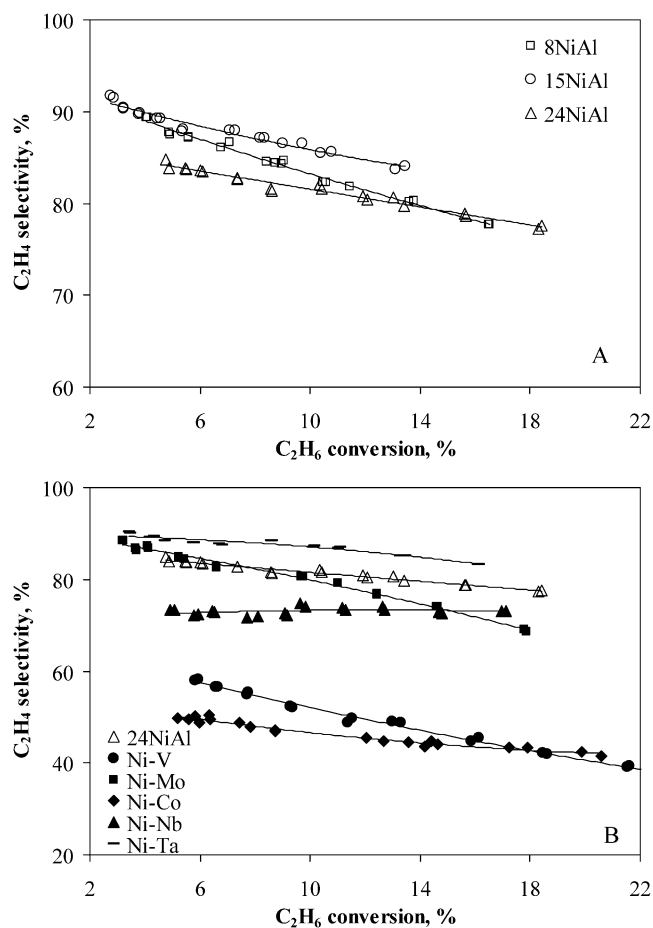 100
90
80
70
60
C₂H₄ selectivity, %
8NiAl
15NiAl
24NiAl
A
2 6 10 14 18 22
C₂H₆ conversion, %
100
80
60
40
20
C₂H₄ selectivity, %
24NiAl
Ni-V
Ni-Mo
Ni-Co
Ni-Nb
Ni-Ta
B
2 6 10 14 18 22
C₂H₆ conversion, %